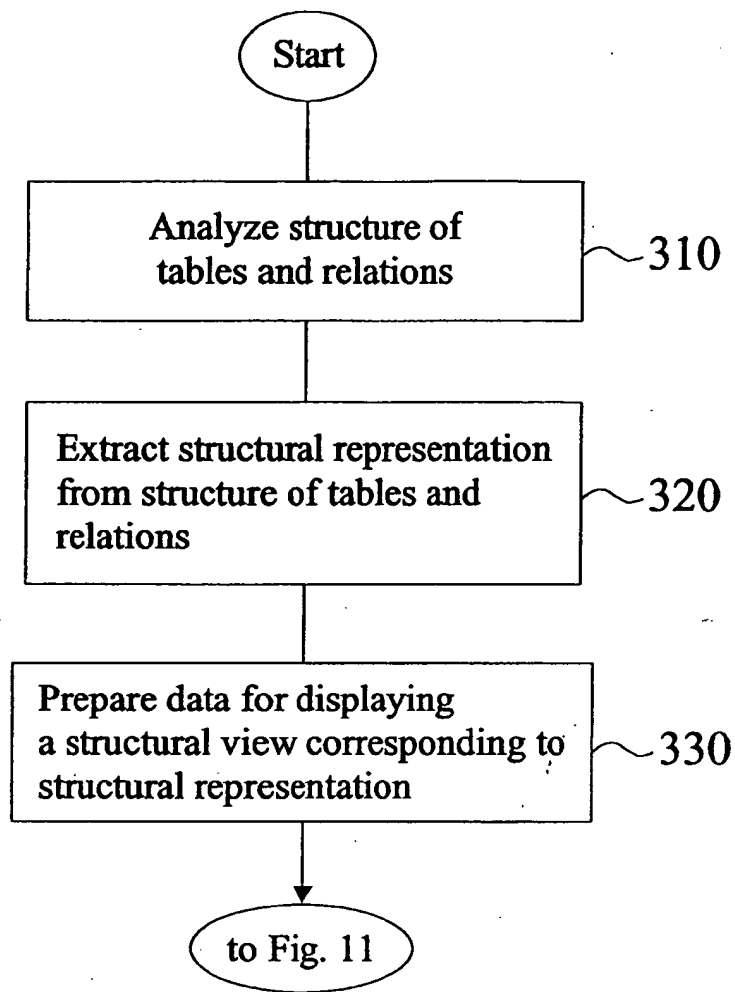 Start
Analyze structure of
tables and relations
310
Extract structural representation
from structure of tables and
relations
320
Prepare data for displaying
a structural view corresponding to
structural representation
330
to Fig. 11